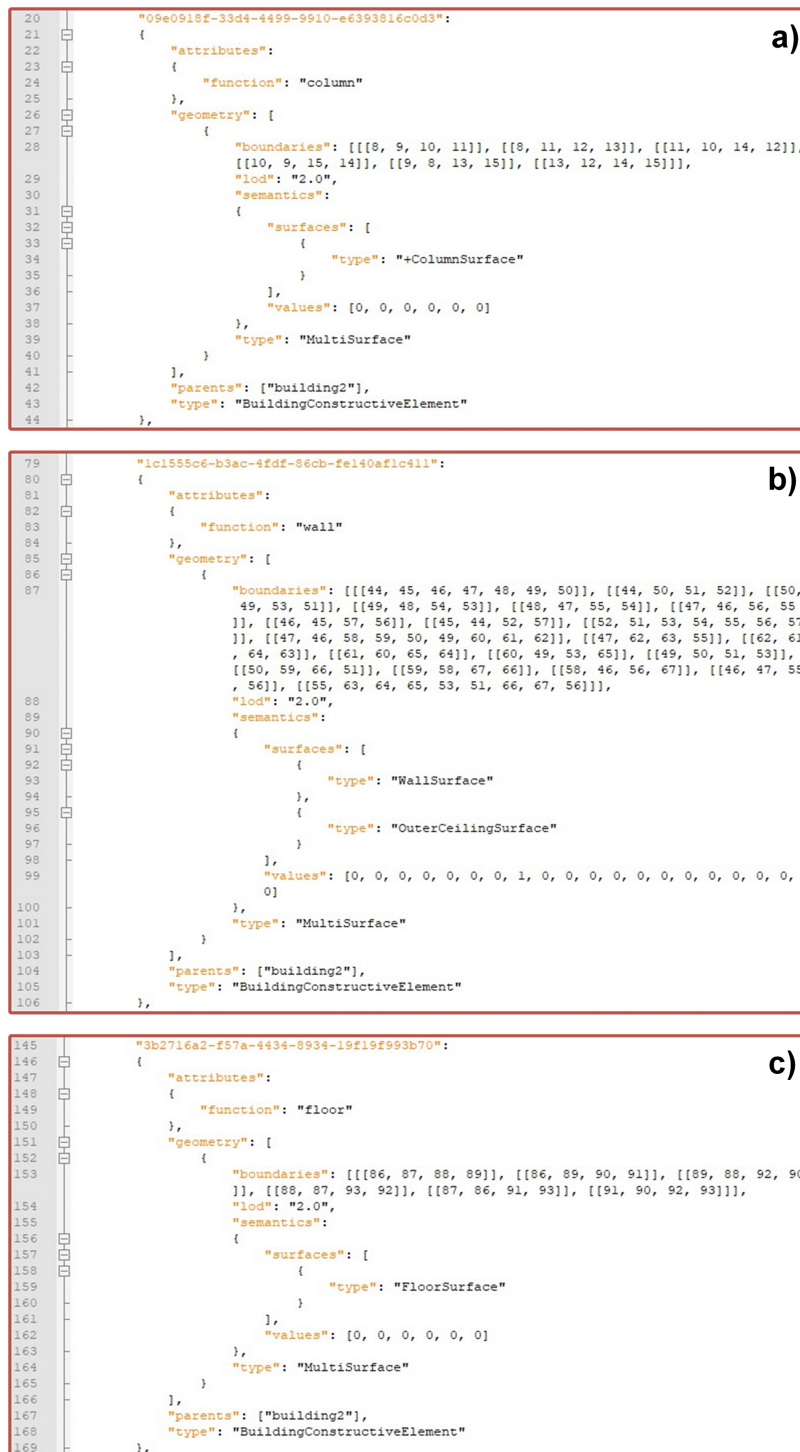 a)
20 "09e0918f-33d4-4499-9910-e6393816c0d3":
21 {
22 "attributes":
23 {
24 "function": "column"
25 },
26 "geometry": [
27 {
28 "boundaries": [[[8, 9, 10, 11]], [[8, 11, 12, 13]], [[11, 10, 14, 12]],
[[10, 9, 15, 14]], [[9, 8, 13, 15]], [[13, 12, 14, 15]]],
29 "lod": "2.0",
30 "semantics":
31 {
32 "surfaces": [
33 {
34 "type": "+ColumnSurface"
35 }
36 ],
37 "values": [0, 0, 0, 0, 0, 0]
38 },
39 "type": "MultiSurface"
40 }
41 ],
42 "parents": ["building2"],
43 "type": "BuildingConstructiveElement"
44 },
b)
79 "1c1555c6-b3ac-4fdf-86cb-fe140af1c411":
80 {
81 "attributes":
82 {
83 "function": "wall"
84 },
85 "geometry": [
86 {
87 "boundaries": [[[44, 45, 46, 47, 48, 49, 50]], [[44, 50, 51, 52]], [[50,
49, 53, 51]], [[49, 48, 54, 53]], [[48, 47, 55, 54]], [[47, 46, 56, 55
]], [[46, 45, 57, 56]], [[45, 44, 52, 57]], [[52, 51, 53, 54, 55, 56, 57
]], [[47, 46, 58, 59, 50, 49, 60, 61, 62]], [[47, 62, 63, 55]], [[62, 61
, 64, 63]], [[61, 60, 65, 64]], [[60, 49, 53, 65]], [[49, 50, 51, 53]],
[[50, 59, 66, 51]], [[59, 58, 67, 66]], [[58, 46, 56, 67]], [[46, 47, 55
, 56]], [[55, 63, 64, 65, 53, 51, 66, 67, 56]]],
88 "lod": "2.0",
89 "semantics":
90 {
91 "surfaces": [
92 {
93 "type": "WallSurface"
94 },
95 {
96 "type": "OuterCeilingSurface"
97 }
98 ],
99 "values": [0, 0, 0, 0, 0, 0, 0, 1, 0, 0, 0, 0, 0, 0, 0, 0, 0, 0, 0,
0]
100 },
101 "type": "MultiSurface"
102 }
103 ],
104 "parents": ["building2"],
105 "type": "BuildingConstructiveElement"
106 },
c)
145 "3b2716a2-f57a-4434-8934-19f19f993b70":
146 {
147 "attributes":
148 {
149 "function": "floor"
150 },
151 "geometry": [
152 {
153 "boundaries": [[[86, 87, 88, 89]], [[86, 89, 90, 91]], [[89, 88, 92, 90
]], [[88, 87, 93, 92]], [[87, 86, 91, 93]], [[91, 90, 92, 93]]],
154 "lod": "2.0",
155 "semantics":
156 {
157 "surfaces": [
158 {
159 "type": "FloorSurface"
160 }
161 ],
162 "values": [0, 0, 0, 0, 0, 0]
163 },
164 "type": "MultiSurface"
165 }
166 ],
167 "parents": ["building2"],
168 "type": "BuildingConstructiveElement"
169 },